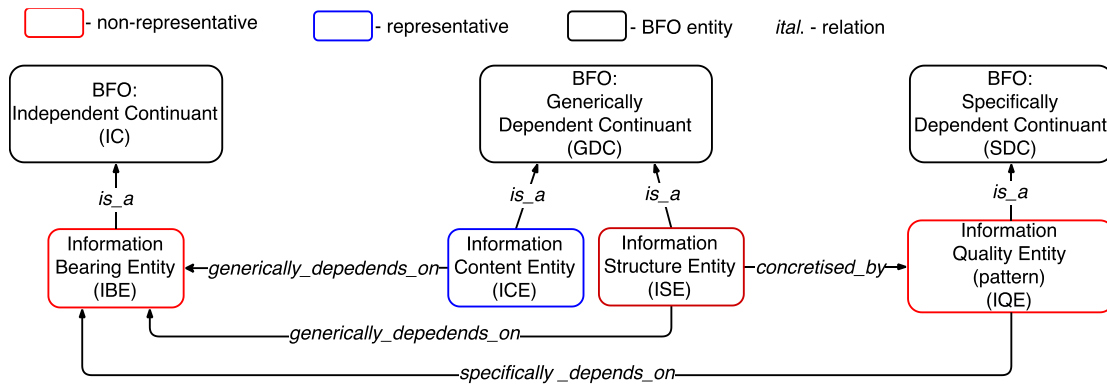 - non-representative
- representative
- BFO entity
ital. - relation
BFO:
Independent Continuant
(IC)
BFO:
Generically
Dependent Continuant
(GDC)
BFO:
Specifically
Dependent Continuant
(SDC)
is_a
is_a
is_a
is_a
Information
Bearing Entity
(IBE)
generically_depedends_on
Information
Content Entity
(ICE)
Information
Structure Entity
(ISE)
concretised_by
Information
Quality Entity
(pattern)
(IQE)
generically_depedends_on
specifically _depends_on